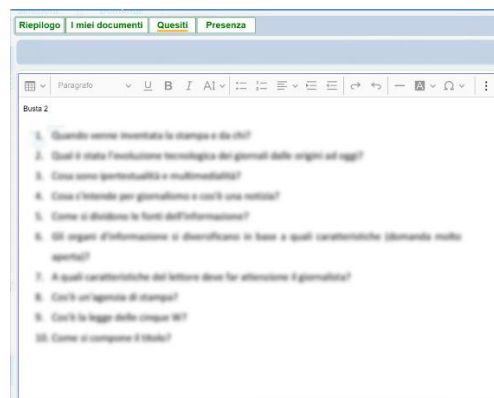 Riepilogo I miei documenti Quesiti Presenza
Paragrafo U B I AI A Ω
Busta 2
1. Quando venne inventata la stampa e da chi?
2. Qual è stata l'evoluzione tecnologica dei giornali dalle origini ad oggi?
3. Cosa sono ipertestualità e multimedialità?
4. Cosa s'intende per giornalismo e cos'è una notizia?
5. Come si dividono le fonti dell'informazione?
6. Gli organi d'informazione si diversificano in base a quali caratteristiche (domanda molto
aperta)?
7. A quali caratteristiche del lettore deve far attenzione il giornalista?
8. Cos'è un'agenzia di stampa?
9. Cos'è la legge delle cinque W?
10. Come si compone il titolo?